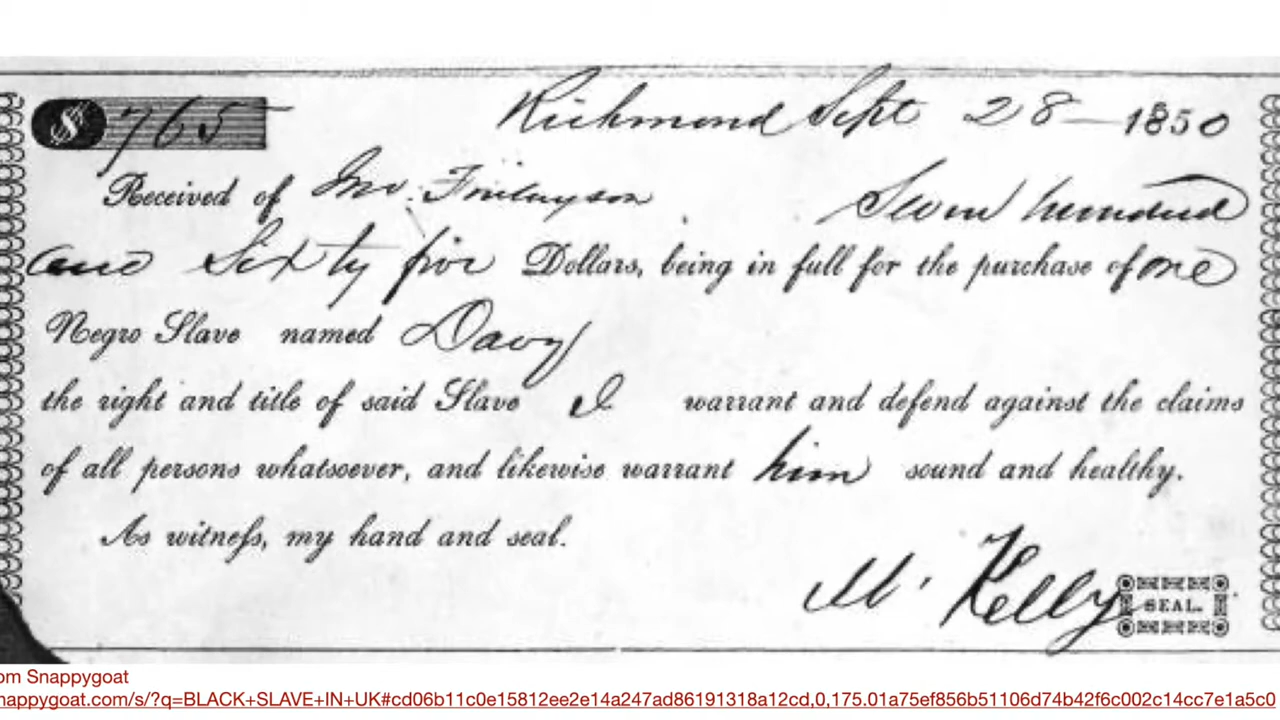 $ 765 Richmond Sept 28 — 1850
Received of Jno. Finlayson Seven hundred
and Sixty five Dollars, being in full for the purchase of one
Negro Slave named Davy
the right and title of said Slave I warrant and defend against the claims
of all persons whatsoever, and likewise warrant him sound and healthy.
As witneſs, my hand and seal.
M. Kelly SEAL.
om Snappygoat
nappygoat.com/s/?q=BLACK+SLAVE+IN+UK#cd06b11c0e15812ee2e14a247ad86191318a12cd,0,175.01a75ef856b51106d74b42f6c002c14cc7e1a5c0